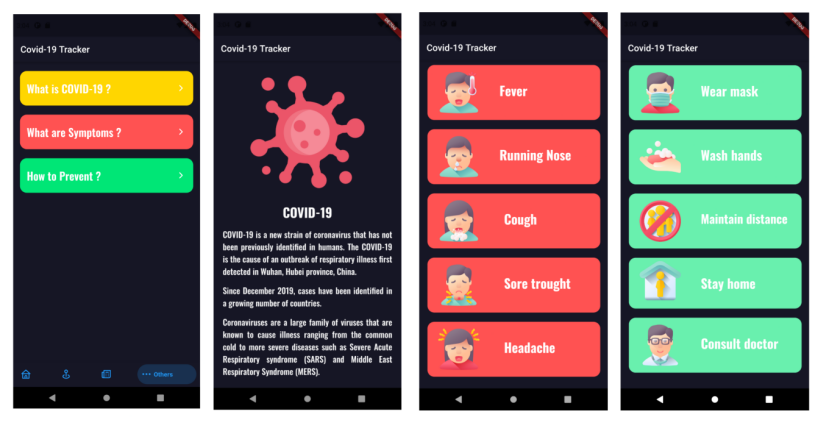 DEBUG
Covid-19 Tracker
What is COVID-19 ?
What are Symptoms ?
How to Prevent ?
Others
DEBUG
Covid-19 Tracker
COVID-19
COVID-19 is a new strain of coronavirus that has not
been previously identified in humans. The COVID-19
is the cause of an outbreak of respiratory illness first
detected in Wuhan, Hubei province, China.
Since December 2019, cases have been identified in
a growing number of countries.
Coronaviruses are a large family of viruses that are
known to cause illness ranging from the common
cold to more severe diseases such as Severe Acute
Respiratory syndrome (SARS) and Middle East
Respiratory Syndrome (MERS).
DEBUG
Covid-19 Tracker
Fever
Running Nose
Cough
Sore trought
Headache
DEBUG
Covid-19 Tracker
Wear mask
Wash hands
Maintain distance
Stay home
Consult doctor